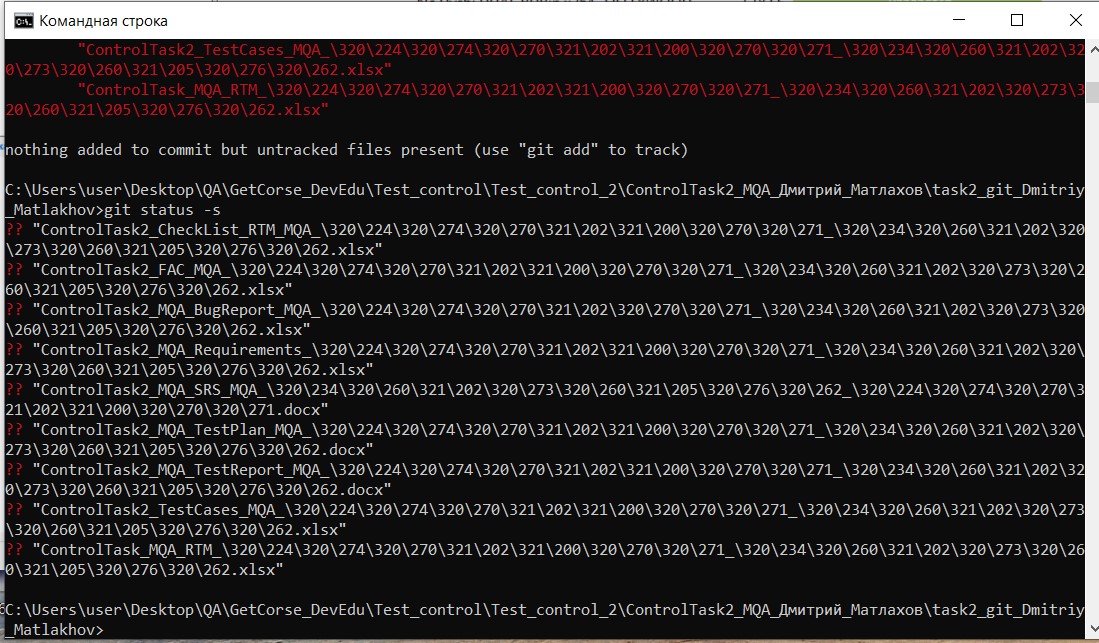 Командная строка
"ControlTask2_TestCases_MQA_\320\224\320\274\320\270\321\202\321\200\320\270\320\271_\320\234\320\260\321\202\32
0\273\320\260\321\205\320\276\320\262.xlsx"
"ControlTask_MQA_RTM_\320\224\320\274\320\270\321\202\321\200\320\270\320\271_\320\234\320\260\321\202\320\273\3
20\260\321\205\320\276\320\262.xlsx"
nothing added to commit but untracked files present (use "git add" to track)
C:\Users\user\Desktop\QA\GetCorse_DevEdu\Test_control\Test_control_2\ControlTask2_MQA_Дмитрий_Матлахов\task2_git_Dmitriy
_Matlakhov>git status -s
?? "ControlTask2_CheckList_RTM_MQA_\320\224\320\274\320\270\321\202\321\200\320\270\320\271_\320\234\320\260\321\202\320
\273\320\260\321\205\320\276\320\262.xlsx"
?? "ControlTask2_FAC_MQA_\320\224\320\274\320\270\321\202\321\200\320\270\320\271_\320\234\320\260\321\202\320\273\320\2
60\321\205\320\276\320\262.xlsx"
?? "ControlTask2_MQA_BugReport_MQA_\320\224\320\274\320\270\321\202\321\200\320\270\320\271_\320\234\320\260\321\202\320\273\320
\260\321\205\320\276\320\262.xlsx"
?? "ControlTask2_MQA_Requirements_\320\224\320\274\320\270\321\202\321\200\320\270\320\271_\320\234\320\260\321\202\320\
273\320\260\321\205\320\276\320\262.xlsx"
?? "ControlTask2_MQA_SRS_MQA_\320\234\320\260\321\202\320\273\320\260\321\205\320\276\320\262_\320\224\320\274\320\270\3
21\202\321\200\320\270\320\271.docx"
?? "ControlTask2_MQA_TestPlan_MQA_\320\224\320\274\320\270\321\202\321\200\320\270\320\271_\320\234\320\260\321\202\320\
273\320\260\321\205\320\276\320\262.docx"
?? "ControlTask2_MQA_TestReport_MQA_\320\224\320\274\320\270\321\202\321\200\320\270\320\271_\320\234\320\260\321\202\32
0\273\320\260\321\205\320\276\320\262.docx"
?? "ControlTask2_TestCases_MQA_\320\224\320\274\320\270\321\202\321\200\320\270\320\271_\320\234\320\260\321\202\320\273
\320\260\321\205\320\276\320\262.xlsx"
?? "ControlTask_MQA_RTM_\320\224\320\274\320\270\321\202\321\200\320\270\320\271_\320\234\320\260\321\202\320\273\320\26
0\321\205\320\276\320\262.xlsx"
C:\Users\user\Desktop\QA\GetCorse_DevEdu\Test_control\Test_control_2\ControlTask2_MQA_Дмитрий_Матлахов\task2_git_Dmitriy
_Matlakhov>